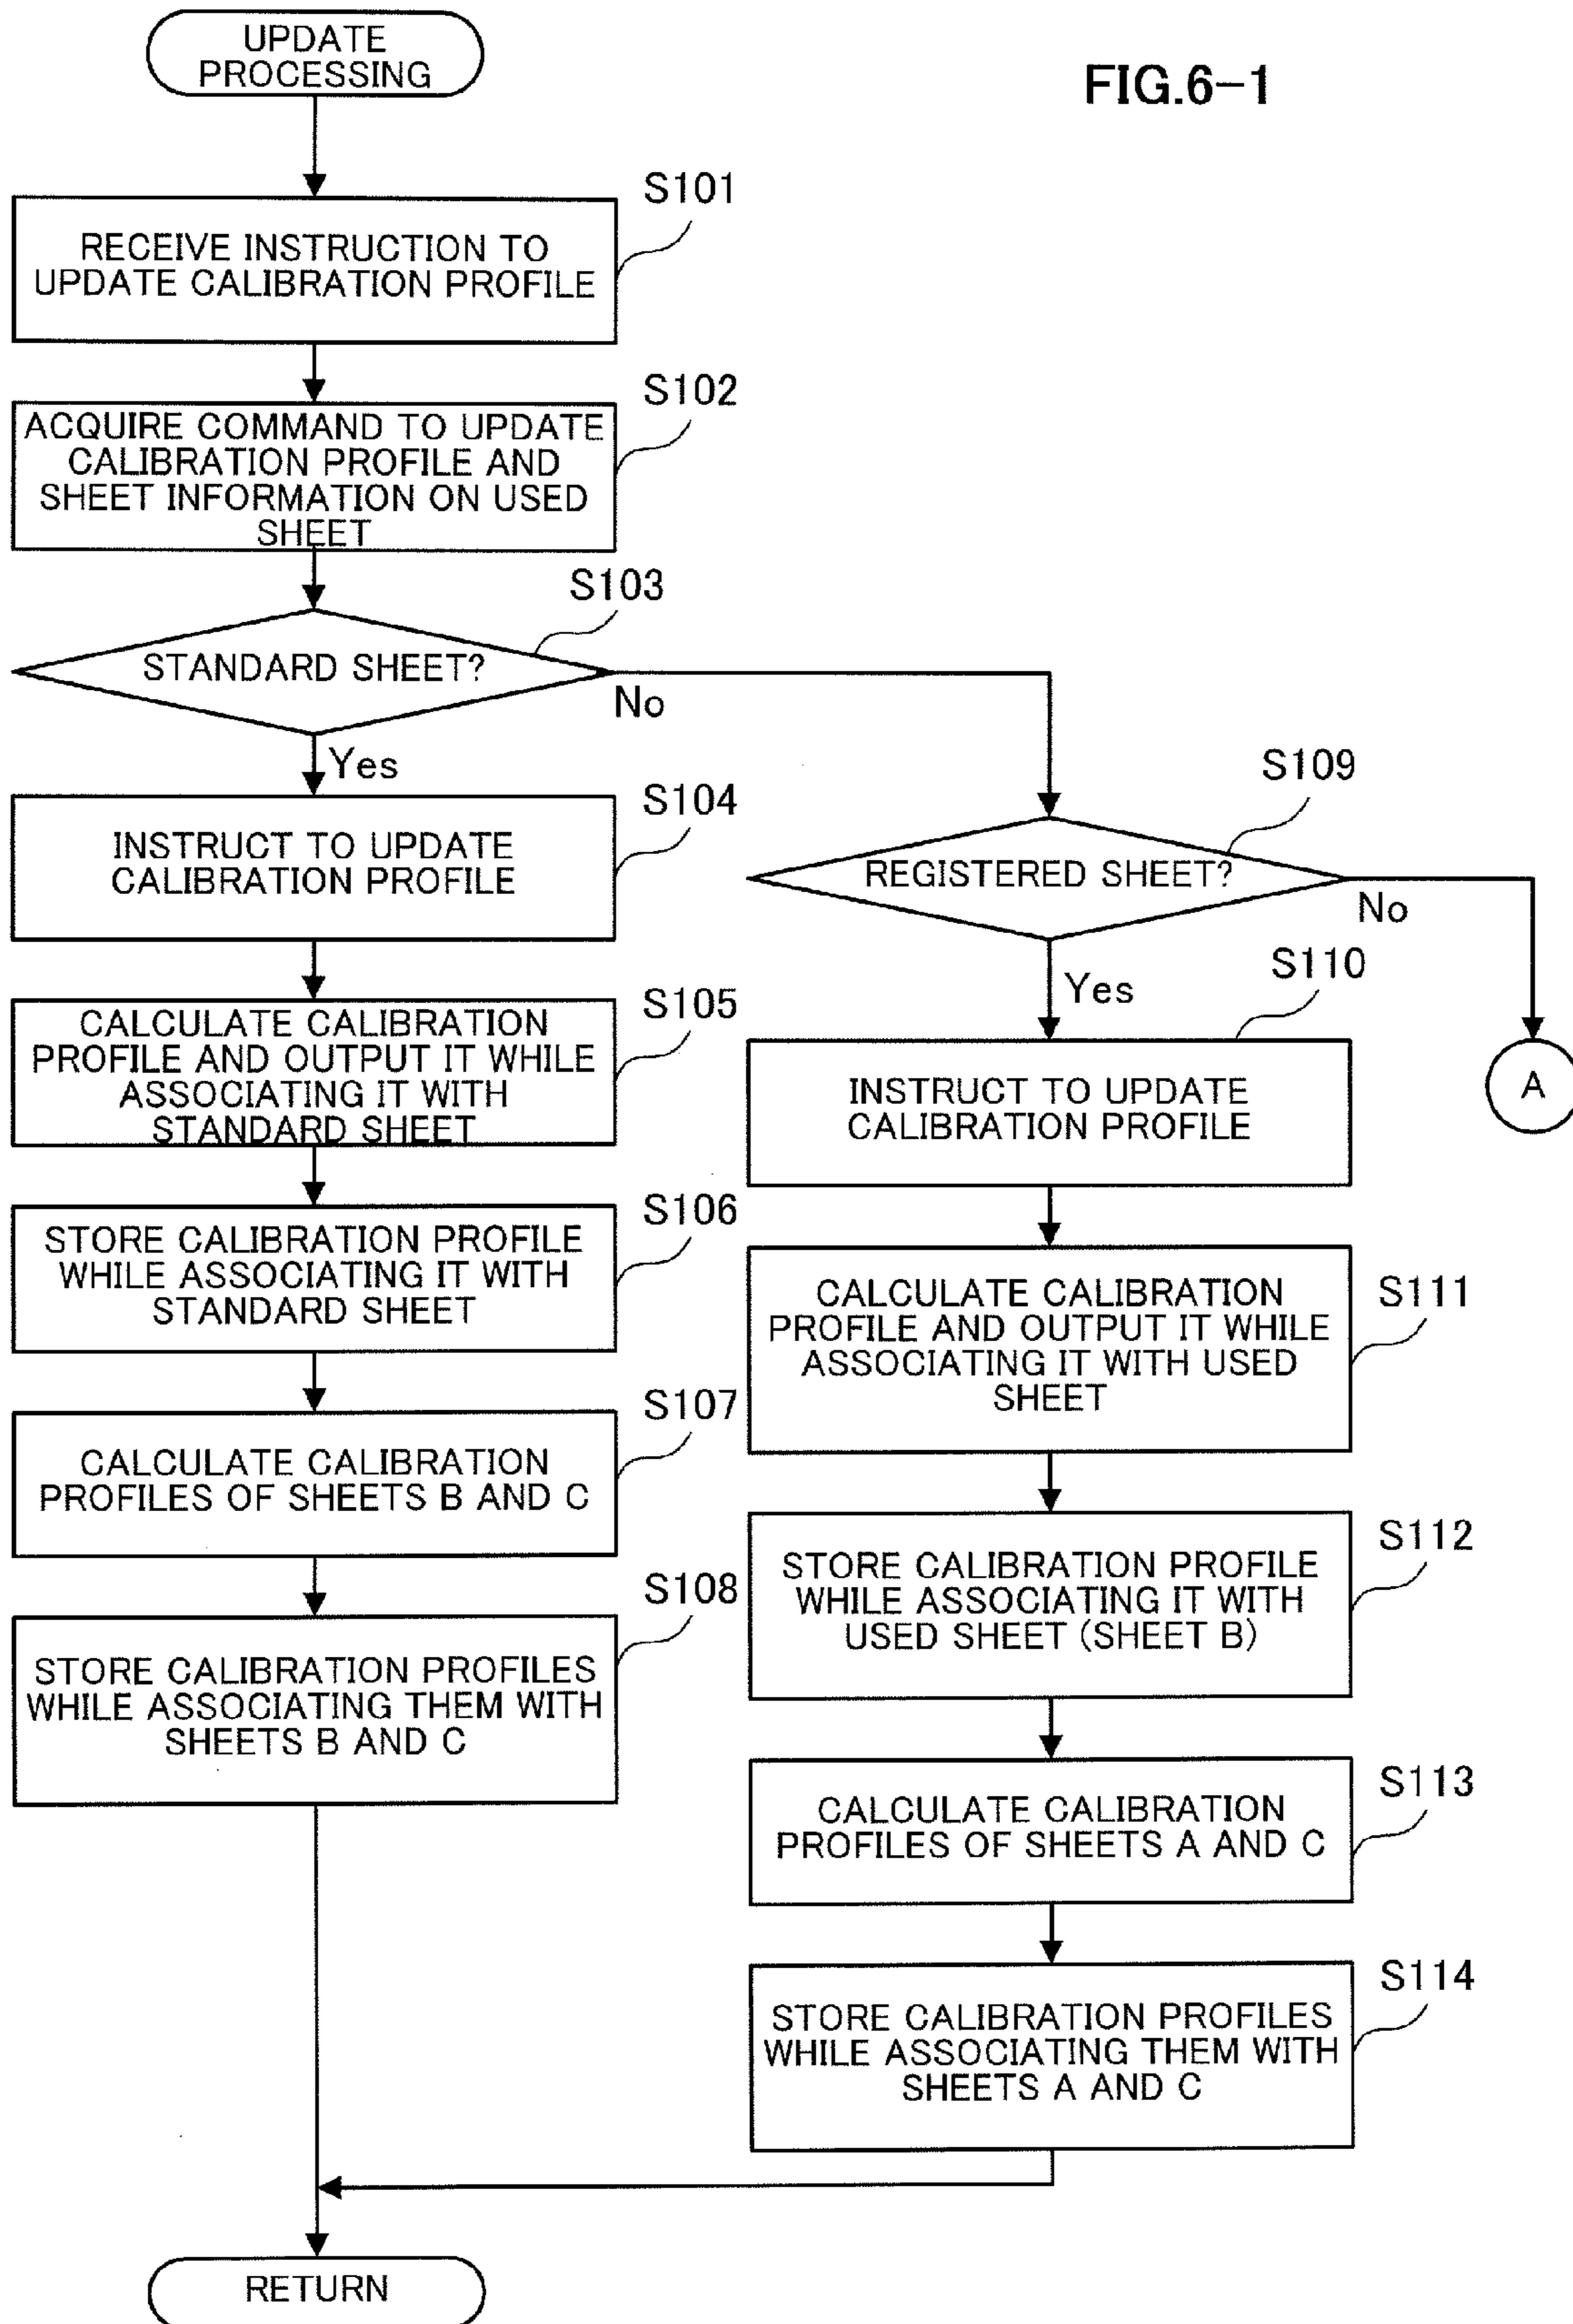 UPDATE
PROCESSING
FIG.6-1
S101
RECEIVE INSTRUCTION TO
UPDATE CALIBRATION PROFILE
S102
ACQUIRE COMMAND TO UPDATE
CALIBRATION PROFILE AND
SHEET INFORMATION ON USED
SHEET
S103
STANDARD SHEET?
No
Yes
S104
INSTRUCT TO UPDATE
CALIBRATION PROFILE
S105
CALCULATE CALIBRATION
PROFILE AND OUTPUT IT WHILE
ASSOCIATING IT WITH
STANDARD SHEET
S106
STORE CALIBRATION PROFILE
WHILE ASSOCIATING IT WITH
STANDARD SHEET
S107
CALCULATE CALIBRATION
PROFILES OF SHEETS B AND C
S108
STORE CALIBRATION PROFILES
WHILE ASSOCIATING THEM WITH
SHEETS B AND C
S109
REGISTERED SHEET?
No
A
Yes
S110
INSTRUCT TO UPDATE
CALIBRATION PROFILE
S111
CALCULATE CALIBRATION
PROFILE AND OUTPUT IT WHILE
ASSOCIATING IT WITH USED
SHEET
S112
STORE CALIBRATION PROFILE
WHILE ASSOCIATING IT WITH
USED SHEET (SHEET B)
S113
CALCULATE CALIBRATION
PROFILES OF SHEETS A AND C
S114
STORE CALIBRATION PROFILES
WHILE ASSOCIATING THEM WITH
SHEETS A AND C
RETURN